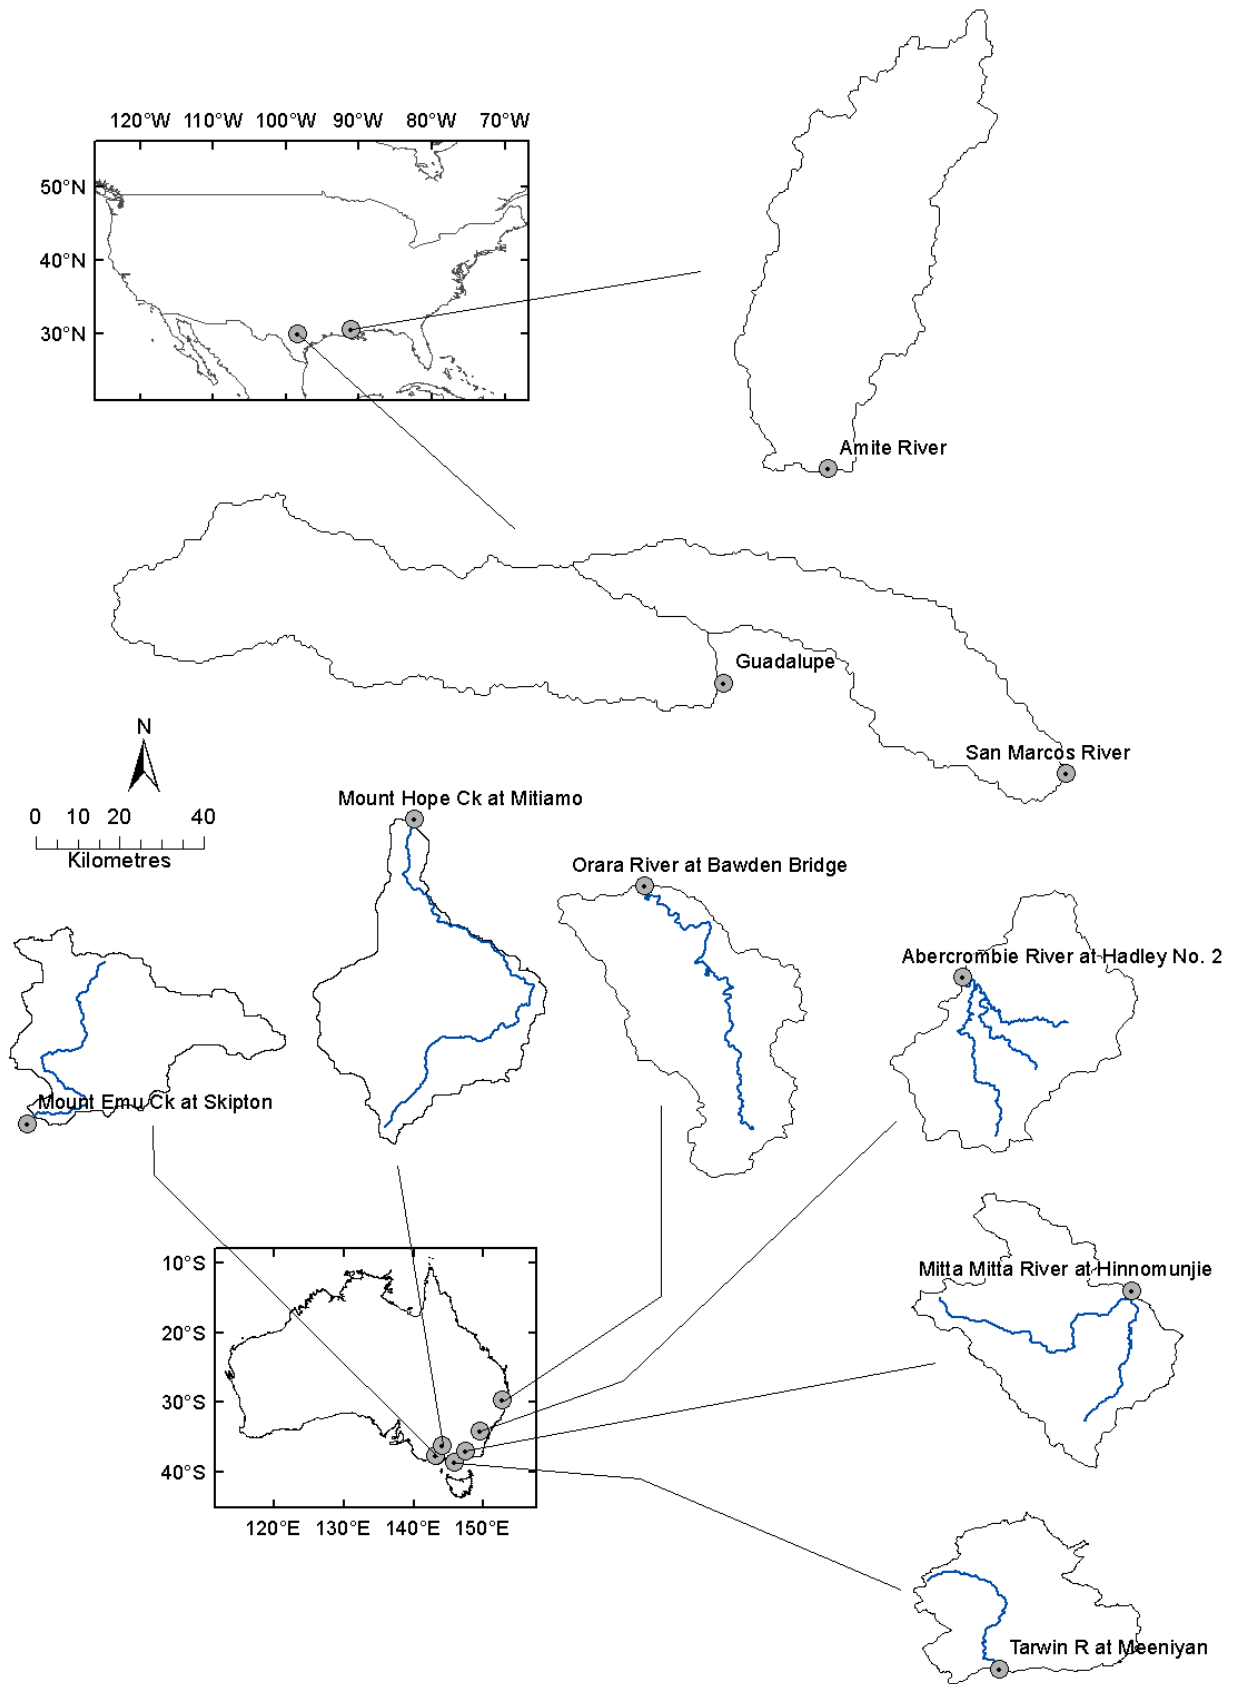 120°W 110°W 100°W 90°W 80°W 70°W
50°N
40°N
30°N
Amite River
Guadalupe
San Marcos River
N
0 10 20 40
Kilometres
Mount Hope Ck at Mitiamo
Orara River at Bawden Bridge
Abercrombie River at Hadley No. 2
Mount Emu Ck at Skipton
Mitta Mitta River at Hinnomunjie
10°S
20°S
30°S
40°S
120°E 130°E 140°E 150°E
Tarwin R at Meeniyan